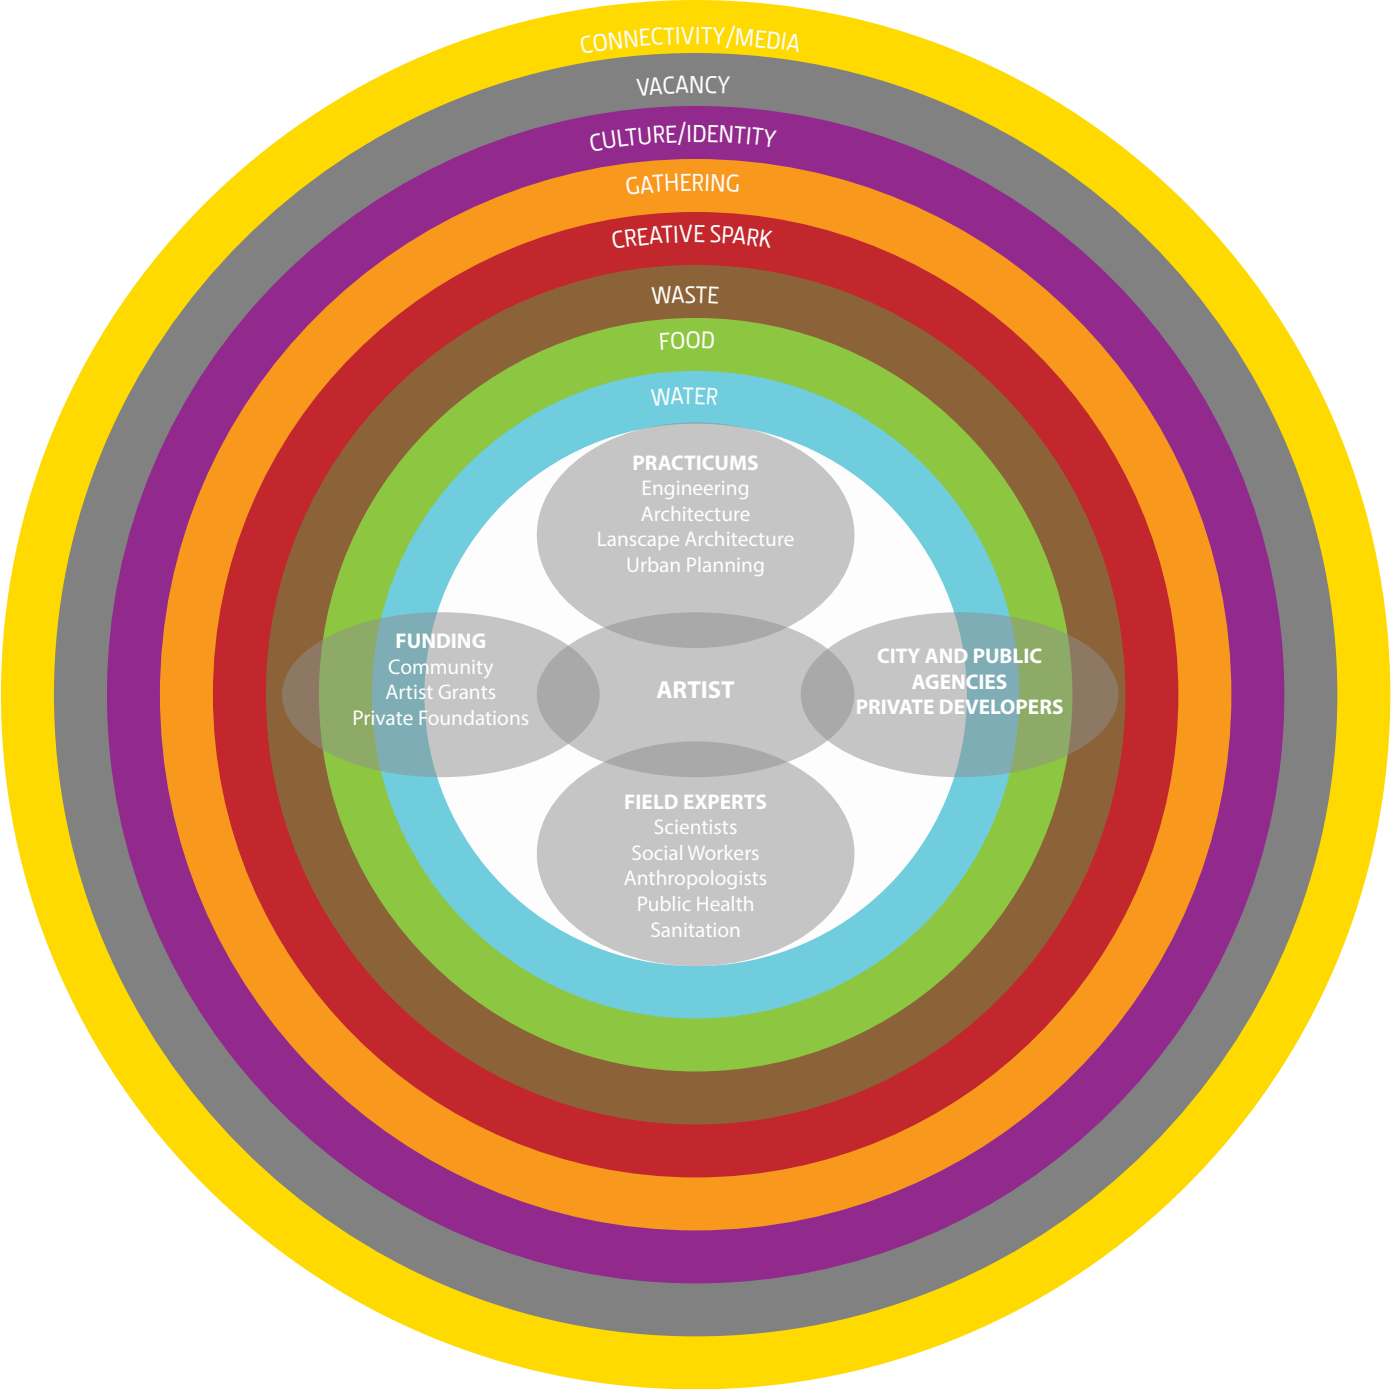 CONNECTIVITY/MEDIA
VACANCY
CULTURE/IDENTITY
GATHERING
CREATIVE SPARK
WASTE
FOOD
WATER
PRACTICUMS
Engineering
Architecture
Lanscape Architecture
Urban Planning
FUNDING
Community
Artist Grants
Private Foundations
ARTIST
CITY AND PUBLIC
AGENCIES
PRIVATE DEVELOPERS
FIELD EXPERTS
Scientists
Social Workers
Anthropologists
Public Health
Sanitation